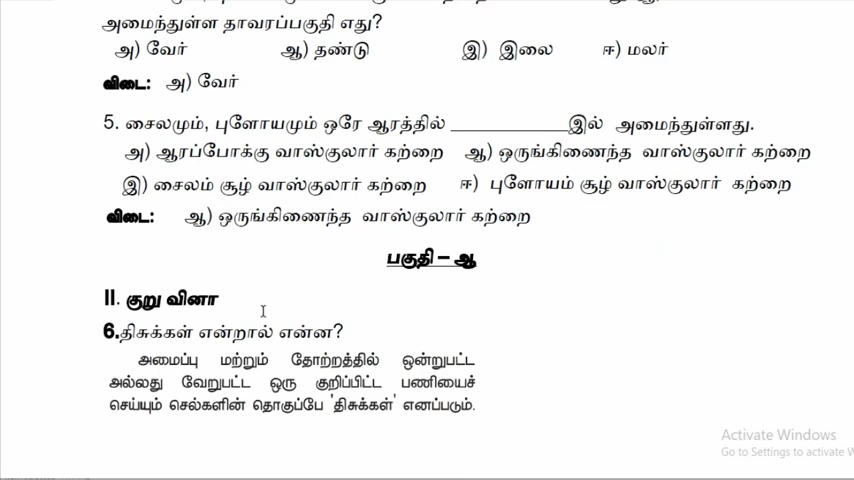 அமைந்துள்ள தாவரப்பகுதி எது?
அ) வேர் ஆ) தண்டு இ) இலை ஈ) மலர்
விடை: அ) வேர்
5. சைலமும், புளோயமும் ஒரே ஆரத்தில் ____________இல் அமைந்துள்ளது.
அ) ஆரப்போக்கு வாஸ்குலார் கற்றை ஆ) ஒருங்கிணைந்த வாஸ்குலார் கற்றை
இ) சைலம் சூழ் வாஸ்குலார் கற்றை ஈ) புளோயம் சூழ் வாஸ்குலார் கற்றை
விடை: ஆ) ஒருங்கிணைந்த வாஸ்குலார் கற்றை
பகுதி – ஆ
II. குறு வினா
6.திசுக்கள் என்றால் என்ன?
அமைப்பு மற்றும் தோற்றத்தில் ஒன்றுபட்ட
அல்லது வேறுபட்ட ஒரு குறிப்பிட்ட பணியைச்
செய்யும் செல்களின் தொகுப்பே 'திசுக்கள்' எனப்படும்.
Activate Windows
Go to Settings to activate W